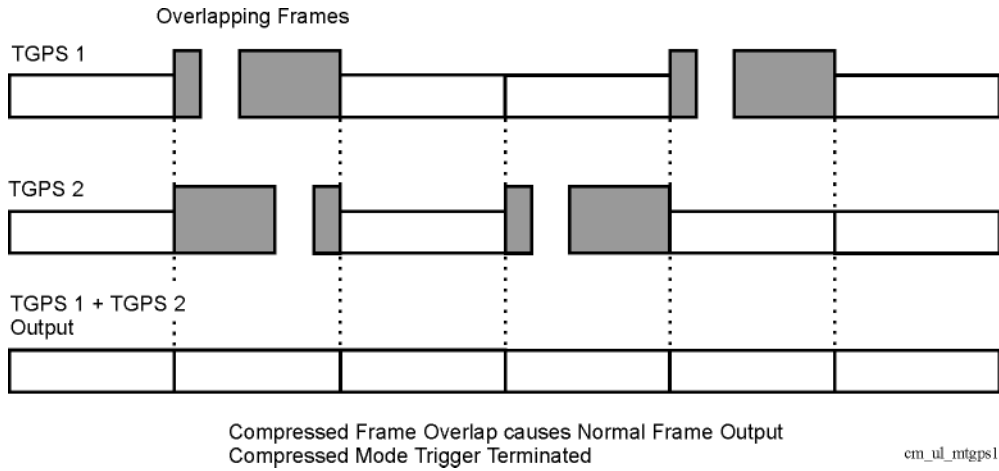 Overlapping Frames
TGPS 1
TGPS 2
TGPS 1 + TGPS 2
Output
Compressed Frame Overlap causes Normal Frame Output
Compressed Mode Trigger Terminated
cm_ul_mtgps1